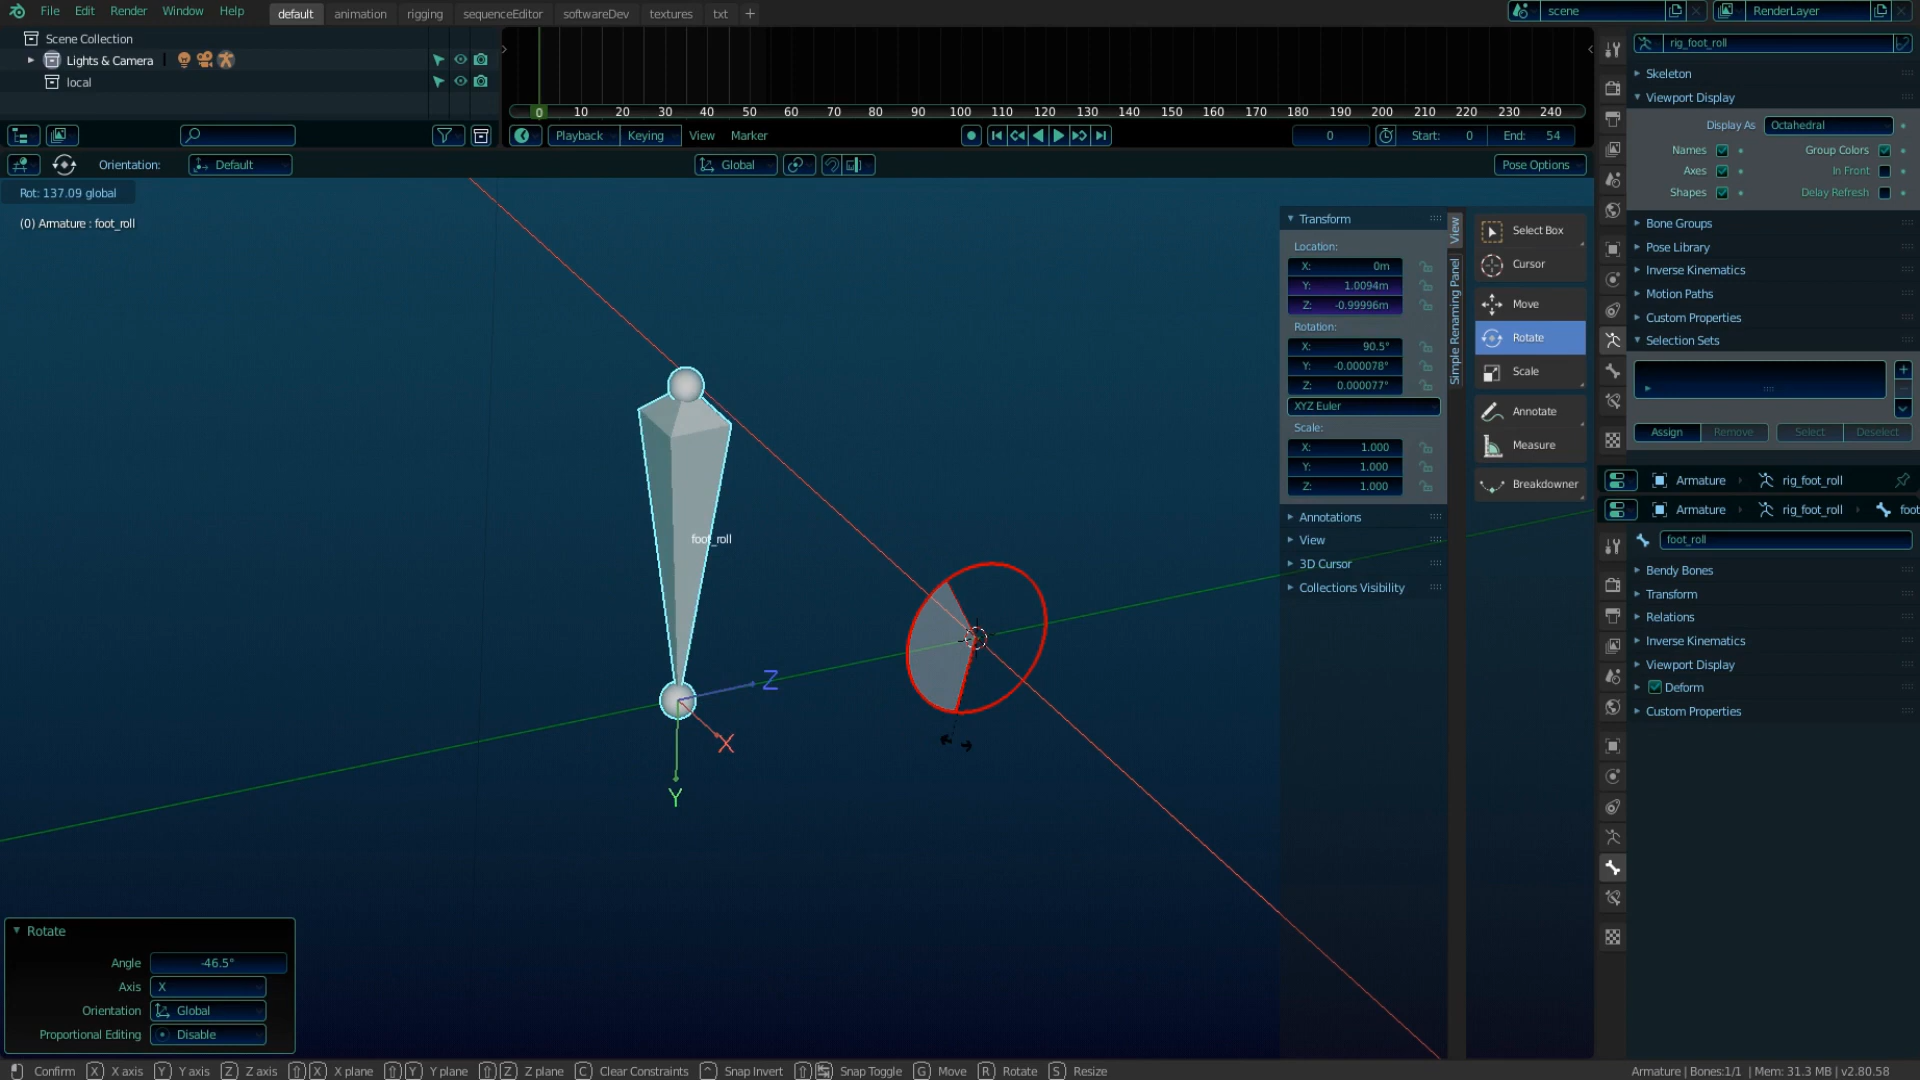 File Edit Render Window Help default animation rigging sequenceEditor softwareDev textures txt + scene RenderLayer
Scene Collection
Lights & Camera
local
0 10 20 30 40 50 60 70 80 90 100 110 120 130 140 150 160 170 180 190 200 210 220 230 240
Playback Keying View Marker 0 Start: 0 End: 54
Orientation: Default Global Pose Options
Rot: 137.09 global
(0) Armature : foot_roll
foot_roll
Z
X
Y
Transform
Location:
X: 0m
Y: 1.0094m
Z: -0.99996m
Rotation:
X: 90.5°
Y: -0.000078°
Z: 0.000077°
XYZ Euler
Scale:
X: 1.000
Y: 1.000
Z: 1.000
Annotations
View
3D Cursor
Collections Visibility
View
Simple Renaming Panel
Select Box
Cursor
Move
Rotate
Scale
Annotate
Measure
Breakdowner
rig_foot_roll
Skeleton
Viewport Display
Display As Octahedral
Names Group Colors
Axes In Front
Shapes Delay Refresh
Bone Groups
Pose Library
Inverse Kinematics
Motion Paths
Custom Properties
Selection Sets
Assign Remove Select Deselect
Armature rig_foot_roll
Armature rig_foot_roll foot
foot_roll
Bendy Bones
Transform
Relations
Inverse Kinematics
Viewport Display
Deform
Custom Properties
Rotate
Angle -46.5°
Axis X
Orientation Global
Proportional Editing Disable
Confirm X X axis Y Y axis Z Z axis X X plane Y Y plane Z Z plane C Clear Constraints ^ Snap Invert Snap Toggle G Move R Rotate S Resize Armature | Bones:1/1 | Mem: 31.3 MB | v2.80.58